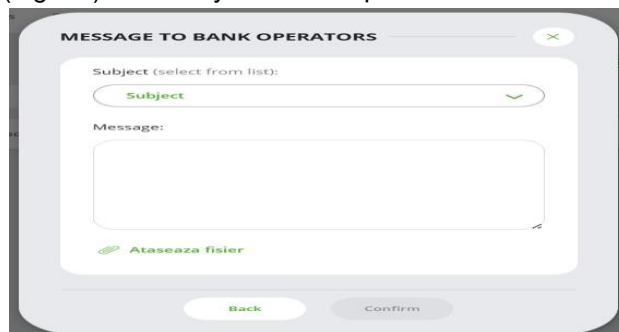 MESSAGE TO BANK OPERATORS
Subject (select from list):
Subject
Message:
Ataseaza fisier
Back Confirm